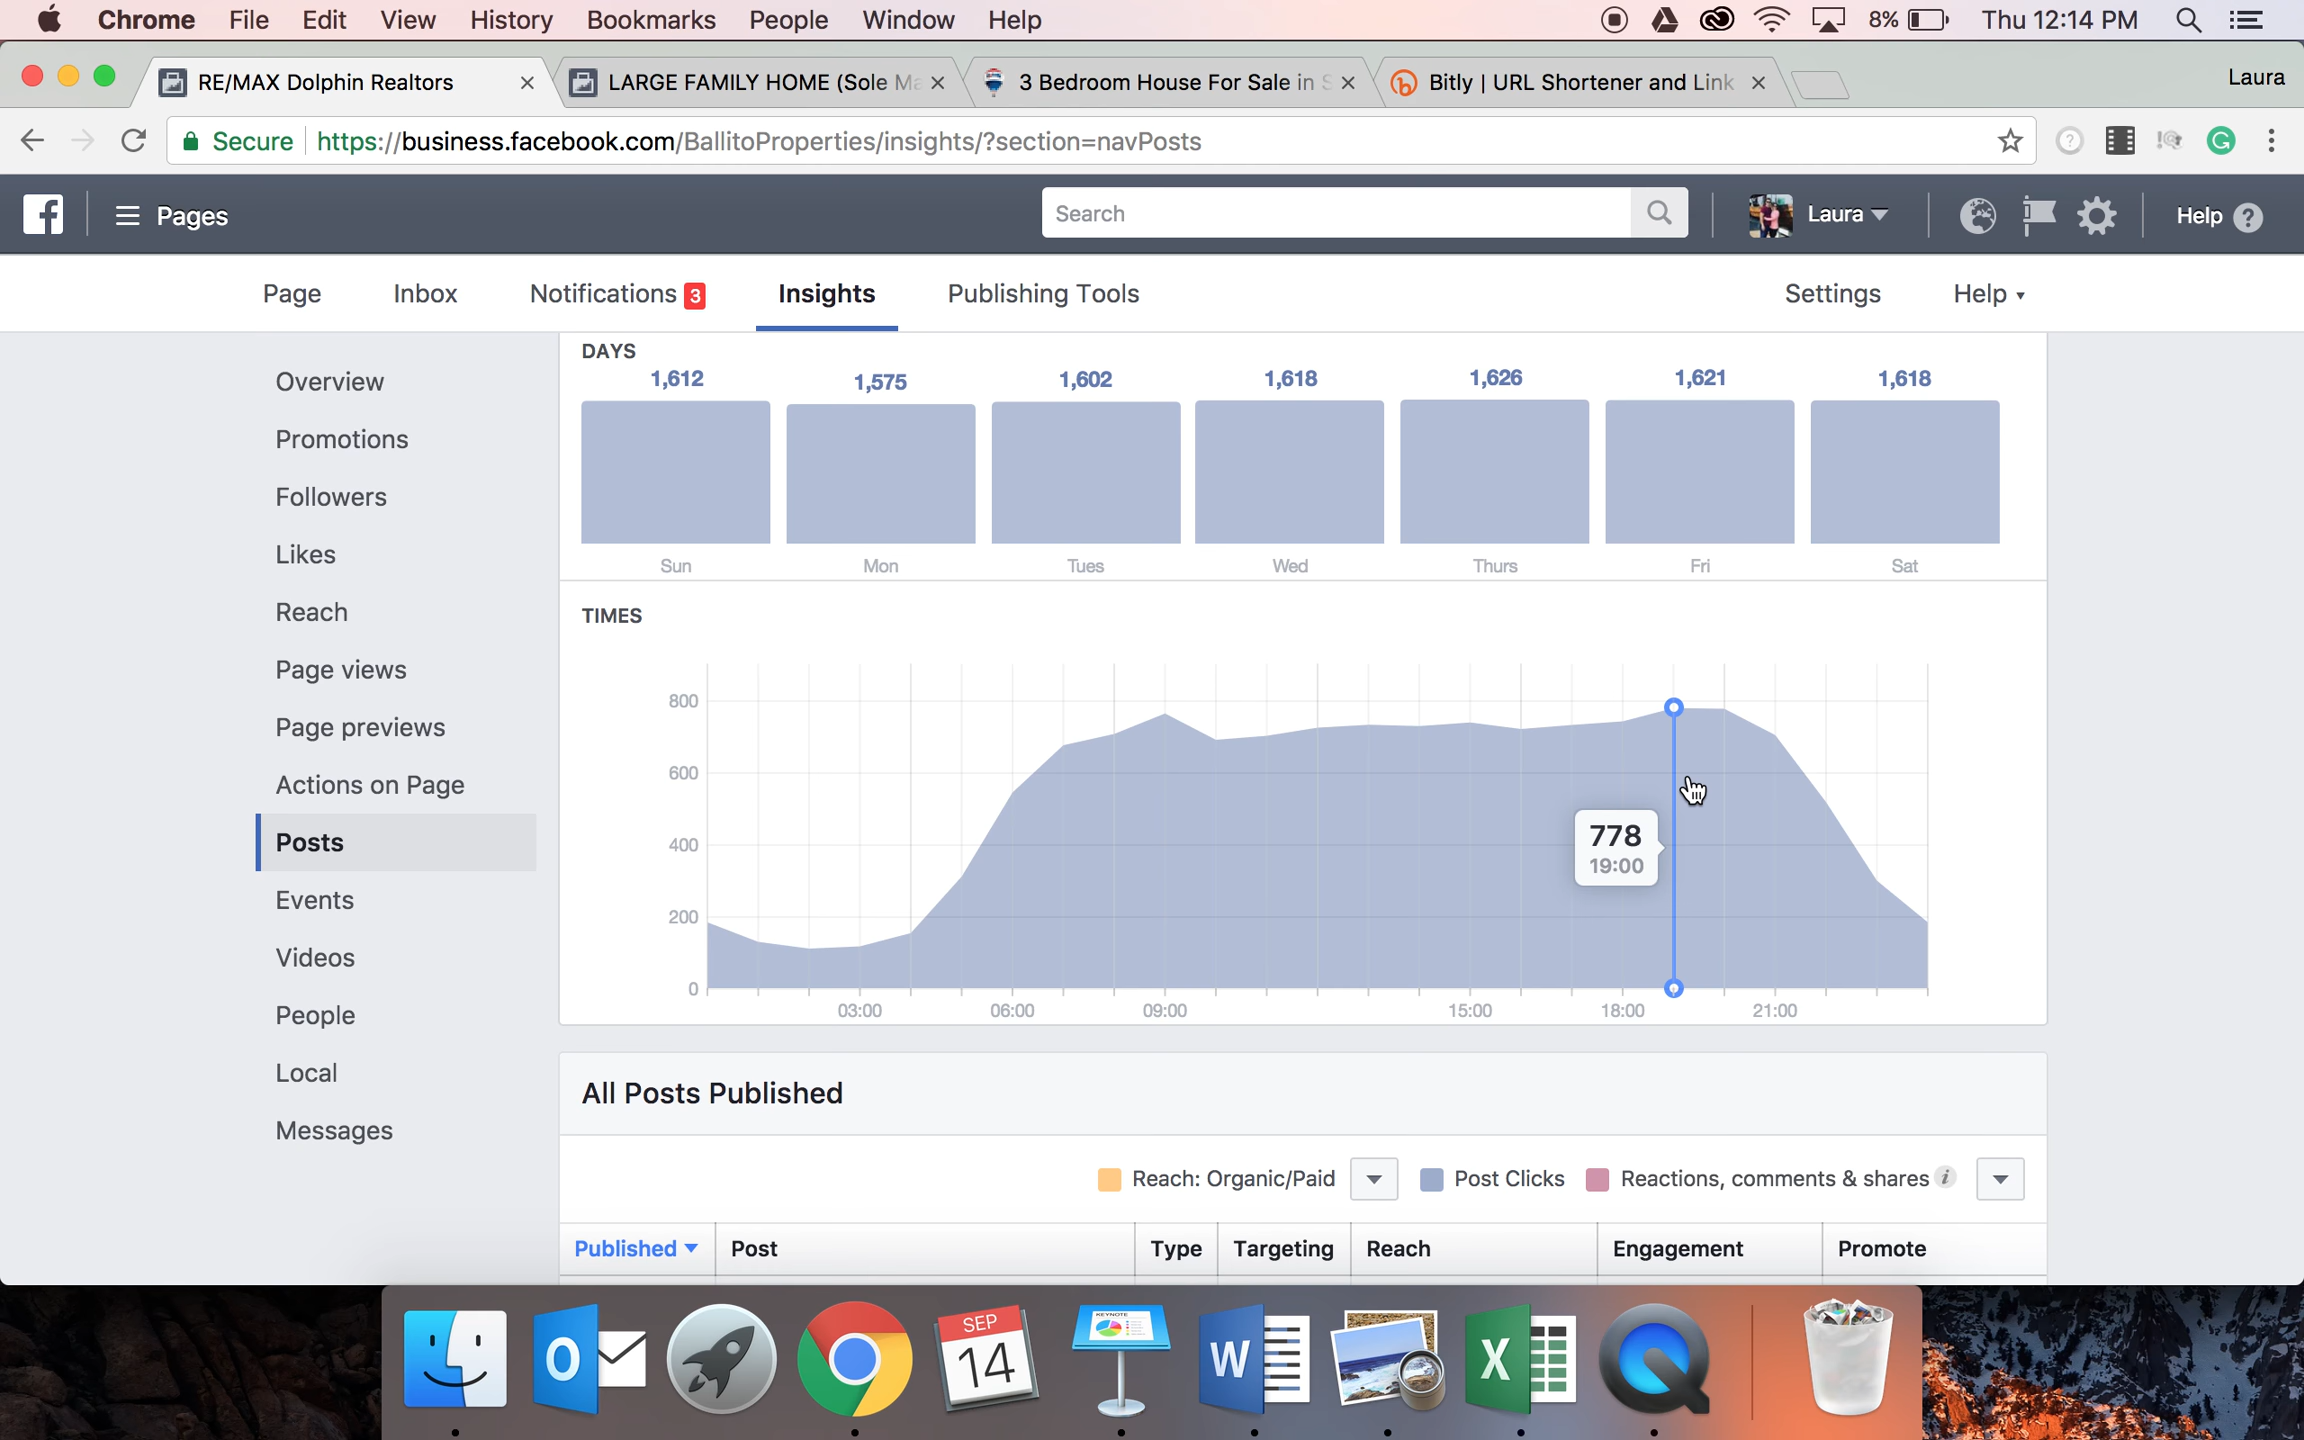 Chrome File Edit View History Bookmarks People Window Help 8% Thu 12:14 PM
RE/MAX Dolphin Realtors LARGE FAMILY HOME (Sole Ma 3 Bedroom House For Sale in S Bitly | URL Shortener and Link Laura
Secure https://business.facebook.com/BallitoProperties/insights/?section=navPosts
Pages Search Laura Help ?
Page Inbox Notifications 3 Insights Publishing Tools Settings Help
Overview
Promotions
Followers
Likes
Reach
Page views
Page previews
Actions on Page
Posts
Events
Videos
People
Local
Messages
DAYS
1,612 1,575 1,602 1,618 1,626 1,621 1,618
Sun Mon Tues Wed Thurs Fri Sat
TIMES
800
600
400
200
0
778
19:00
03:00 06:00 09:00 15:00 18:00 21:00
All Posts Published
Reach: Organic/Paid Post Clicks Reactions, comments & shares i
Published Post Type Targeting Reach Engagement Promote
SEP
14
KEYNOTE
O
W
X